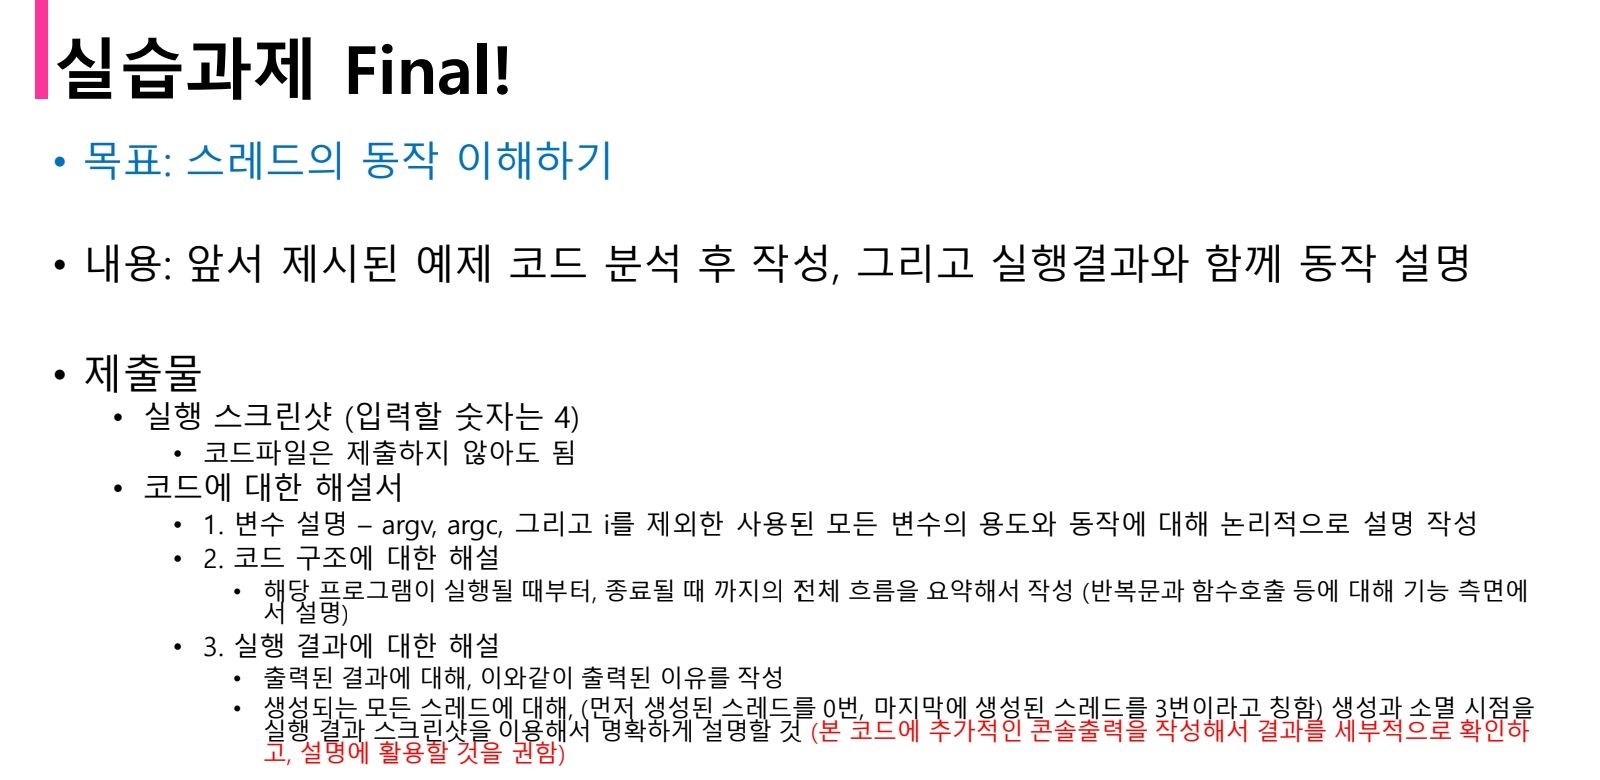 실습과제 Final!
• 목표: 스레드의 동작 이해하기
• 내용: 앞서 제시된 예제 코드 분석 후 작성, 그리고 실행결과와 함께 동작 설명
• 제출물
• 실행 스크린샷 (입력할 숫자는 4)
• 코드파일은 제출하지 않아도 됨
• 코드에 대한 해설서
• 1. 변수 설명 – argv, argc, 그리고 i를 제외한 사용된 모든 변수의 용도와 동작에 대해 논리적으로 설명 작성
• 2. 코드 구조에 대한 해설
• 해당 프로그램이 실행될 때부터, 종료될 때 까지의 전체 흐름을 요약해서 작성 (반복문과 함수호출 등에 대해 기능 측면에
서 설명)
• 3. 실행 결과에 대한 해설
• 출력된 결과에 대해, 이와같이 출력된 이유를 작성
• 생성되는 모든 스레드에 대해, (먼저 생성된 스레드를 0번, 마지막에 생성된 스레드를 3번이라고 칭함) 생성과 소멸 시점을
실행 결과 스크린샷을 이용해서 명확하게 설명할 것 (본 코드에 추가적인 콘솔출력을 작성해서 결과를 세부적으로 확인하
고, 설명에 활용할 것을 권함)